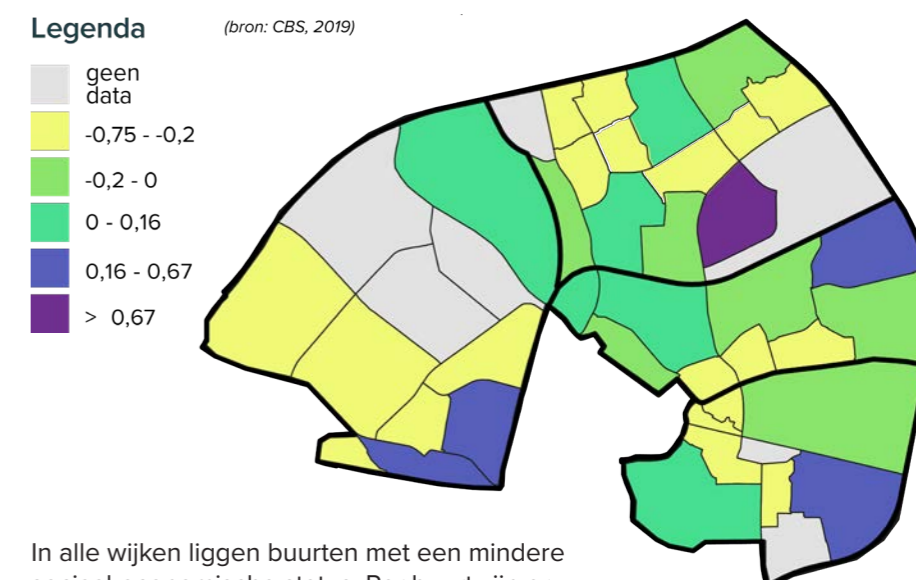 Legenda
(bron: CBS, 2019)
geen
data
-0,75 - -0,2
-0,2 - 0
0 - 0,16
0,16 - 0,67
> 0,67
In alle wijken liggen buurten met een mindere